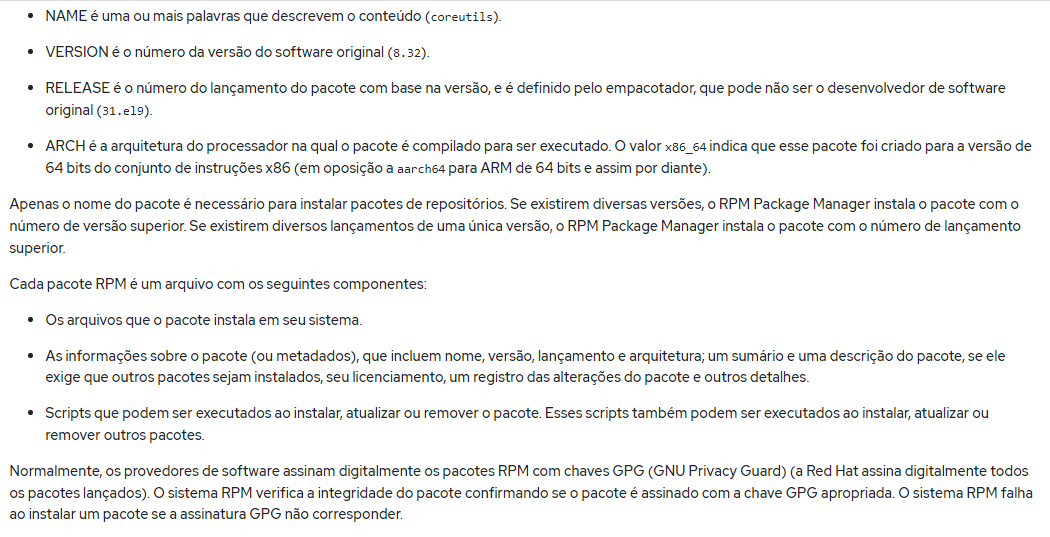 • NAME é uma ou mais palavras que descrevem o conteúdo (coreutils).
• VERSION é o número da versão do software original (8.32).
• RELEASE é o número do lançamento do pacote com base na versão, e é definido pelo empacotador, que pode não ser o desenvolvedor de software
original (31.el9).
• ARCH é a arquitetura do processador na qual o pacote é compilado para ser executado. O valor x86_64 indica que esse pacote foi criado para a versão de
64 bits do conjunto de instruções x86 (em oposição a aarch64 para ARM de 64 bits e assim por diante).
Apenas o nome do pacote é necessário para instalar pacotes de repositórios. Se existirem diversas versões, o RPM Package Manager instala o pacote com o
número de versão superior. Se existirem diversos lançamentos de uma única versão, o RPM Package Manager instala o pacote com o número de lançamento
superior.
Cada pacote RPM é um arquivo com os seguintes componentes:
• Os arquivos que o pacote instala em seu sistema.
• As informações sobre o pacote (ou metadados), que incluem nome, versão, lançamento e arquitetura; um sumário e uma descrição do pacote, se ele
exige que outros pacotes sejam instalados, seu licenciamento, um registro das alterações do pacote e outros detalhes.
• Scripts que podem ser executados ao instalar, atualizar ou remover o pacote. Esses scripts também podem ser executados ao instalar, atualizar ou
remover outros pacotes.
Normalmente, os provedores de software assinam digitalmente os pacotes RPM com chaves GPG (GNU Privacy Guard) (a Red Hat assina digitalmente todos
os pacotes lançados). O sistema RPM verifica a integridade do pacote confirmando se o pacote é assinado com a chave GPG apropriada. O sistema RPM falha
ao instalar um pacote se a assinatura GPG não corresponder.